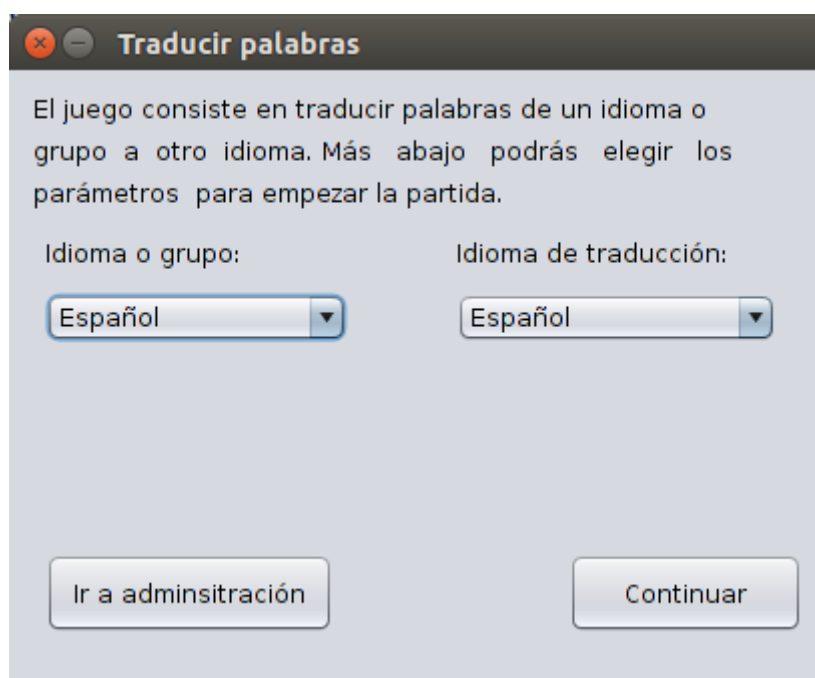 Traducir palabras
El juego consiste en traducir palabras de un idioma o
grupo a otro idioma. Más abajo podrás elegir los
parámetros para empezar la partida.
Idioma o grupo: Idioma de traducción:
Español Español
Ir a adminsitración Continuar